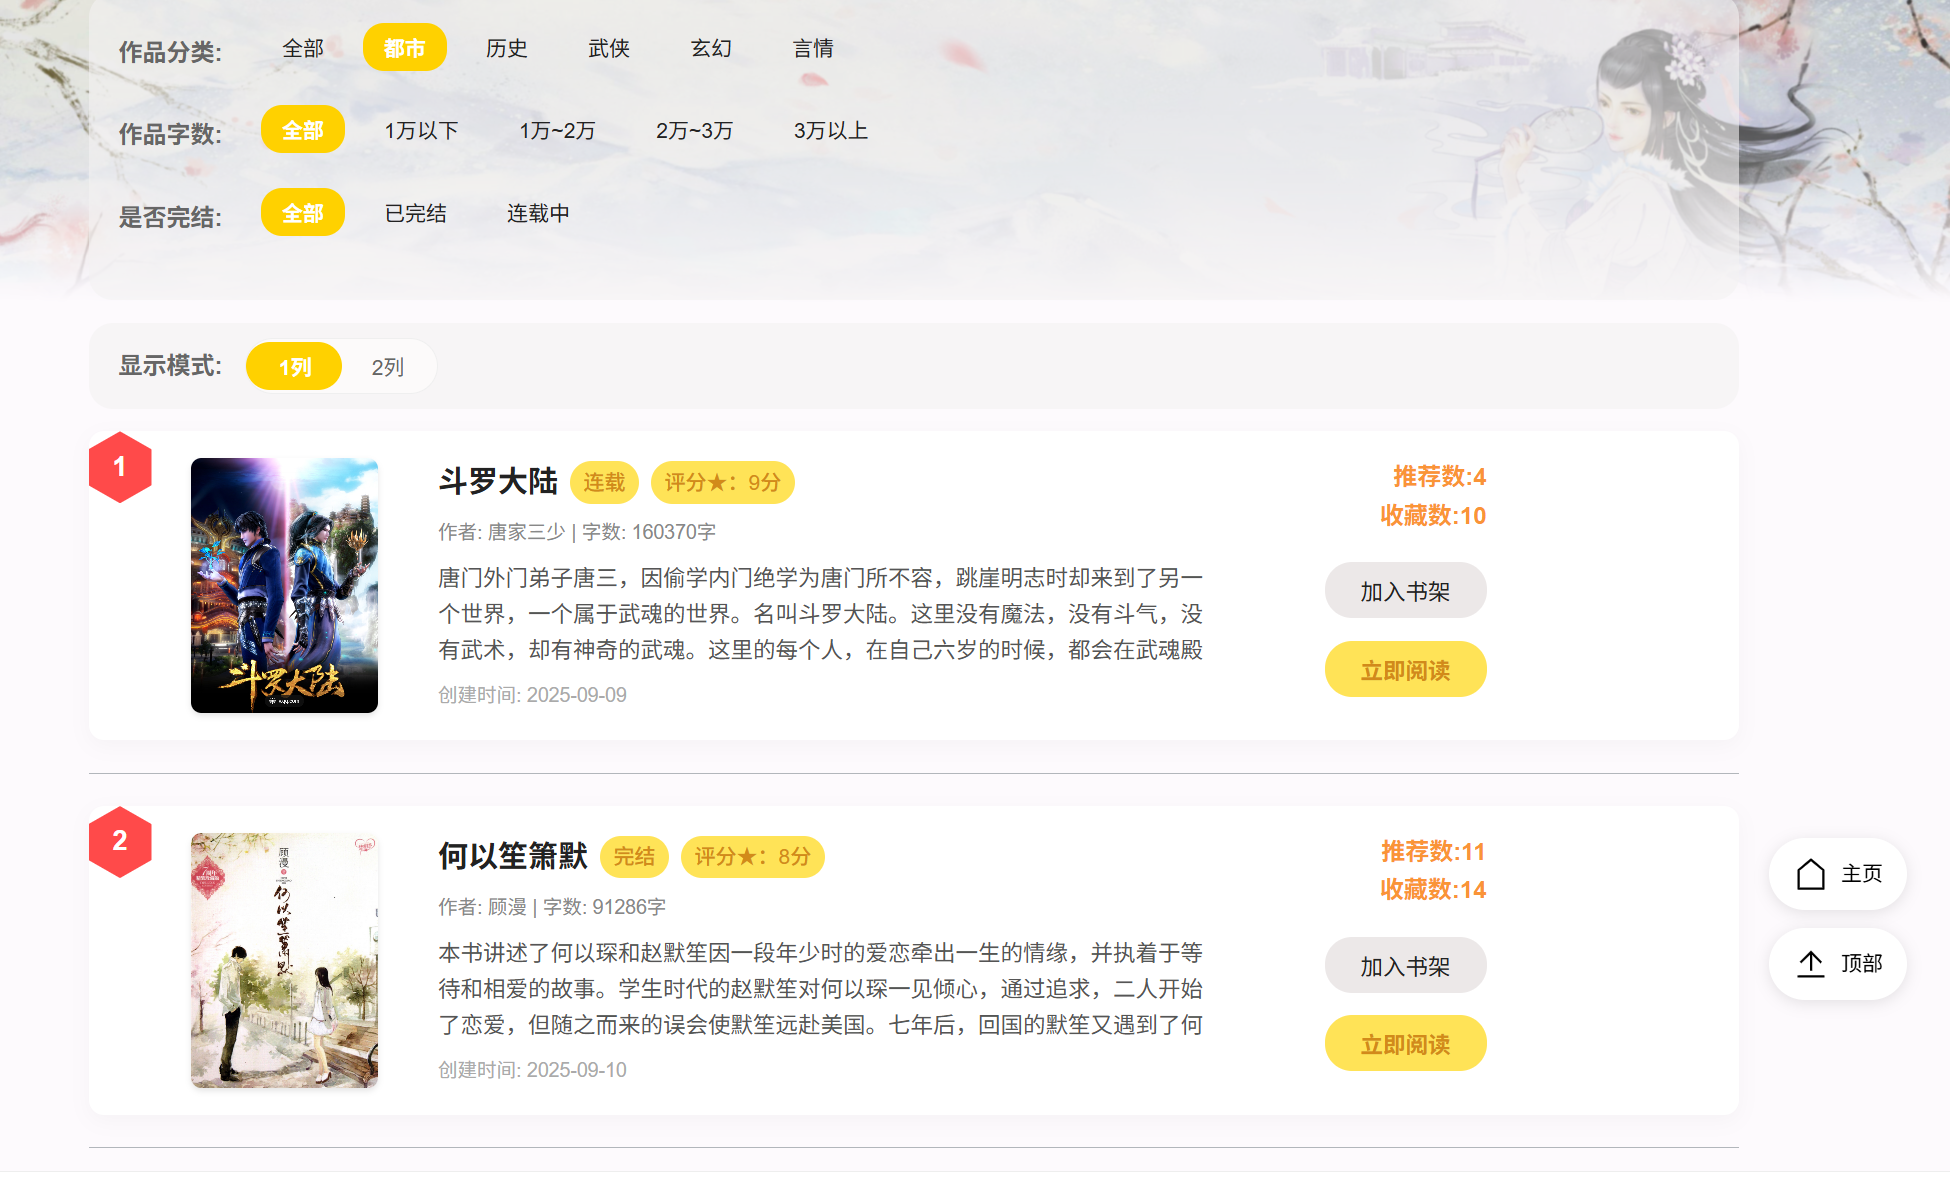 作品分类: 全部 都市 历史 武侠 玄幻 言情
作品字数: 全部 1万以下 1万~2万 2万~3万 3万以上
是否完结: 全部 已完结 连载中
显示模式: 1列 2列
1
斗罗大陆
斗罗大陆 连载 评分★：9分
作者: 唐家三少 | 字数: 160370字
唐门外门弟子唐三，因偷学内门绝学为唐门所不容，跳崖明志时却来到了另一
个世界，一个属于武魂的世界。名叫斗罗大陆。这里没有魔法，没有斗气，没
有武术，却有神奇的武魂。这里的每个人，在自己六岁的时候，都会在武魂殿
创建时间: 2025-09-09
推荐数:4
收藏数:10
加入书架
立即阅读
2
顾漫
何以笙箫默
何以笙箫默 完结 评分★：8分
作者: 顾漫 | 字数: 91286字
本书讲述了何以琛和赵默笙因一段年少时的爱恋牵出一生的情缘，并执着于等
待和相爱的故事。学生时代的赵默笙对何以琛一见倾心，通过追求，二人开始
了恋爱，但随之而来的误会使默笙远赴美国。七年后，回国的默笙又遇到了何
创建时间: 2025-09-10
推荐数:11
收藏数:14
加入书架
立即阅读
主页
顶部